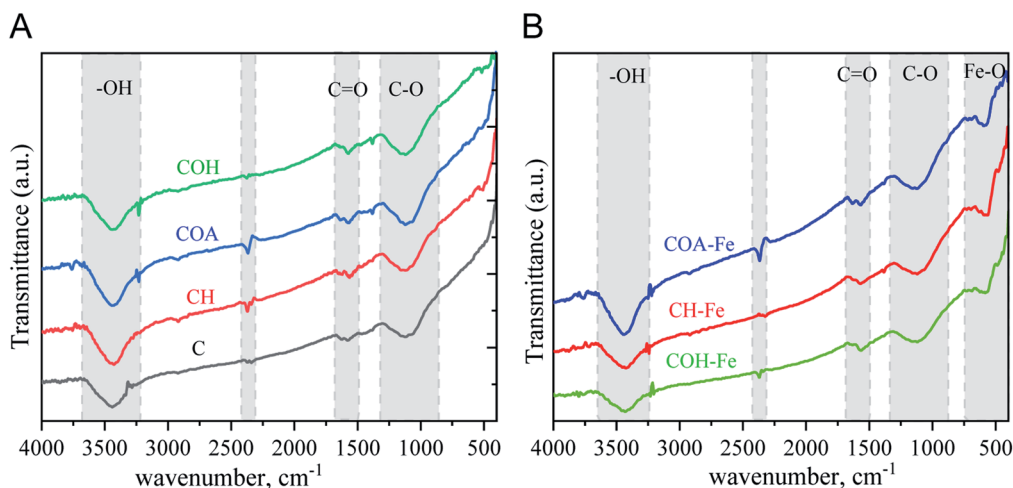 A
-OH
C=O
C-O
COH
COA
CH
C
Transmittance (a.u.)
4000 3500 3000 2500 2000 1500 1000 500
wavenumber, cm-1
B
-OH
C=O
C-O
Fe-O
COA-Fe
CH-Fe
COH-Fe
Transmittance (a.u.)
4000 3500 3000 2500 2000 1500 1000 500
wavenumber, cm-1